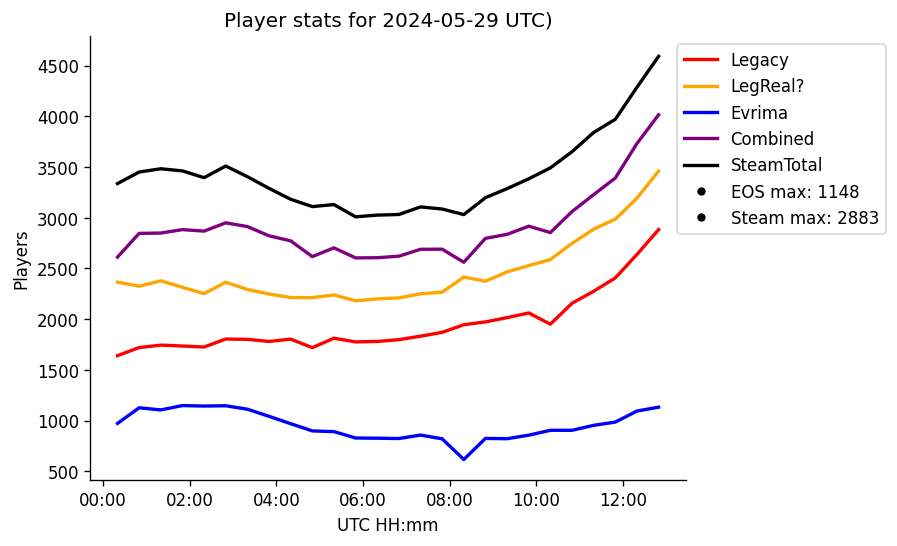 Player stats for 2024-05-29 UTC)
Players
4500
4000
3500
3000
2500
2000
1500
1000
500
00:00 02:00 04:00 06:00 08:00 10:00 12:00
UTC HH:mm
Legacy
LegReal?
Evrima
Combined
SteamTotal
EOS max: 1148
Steam max: 2883